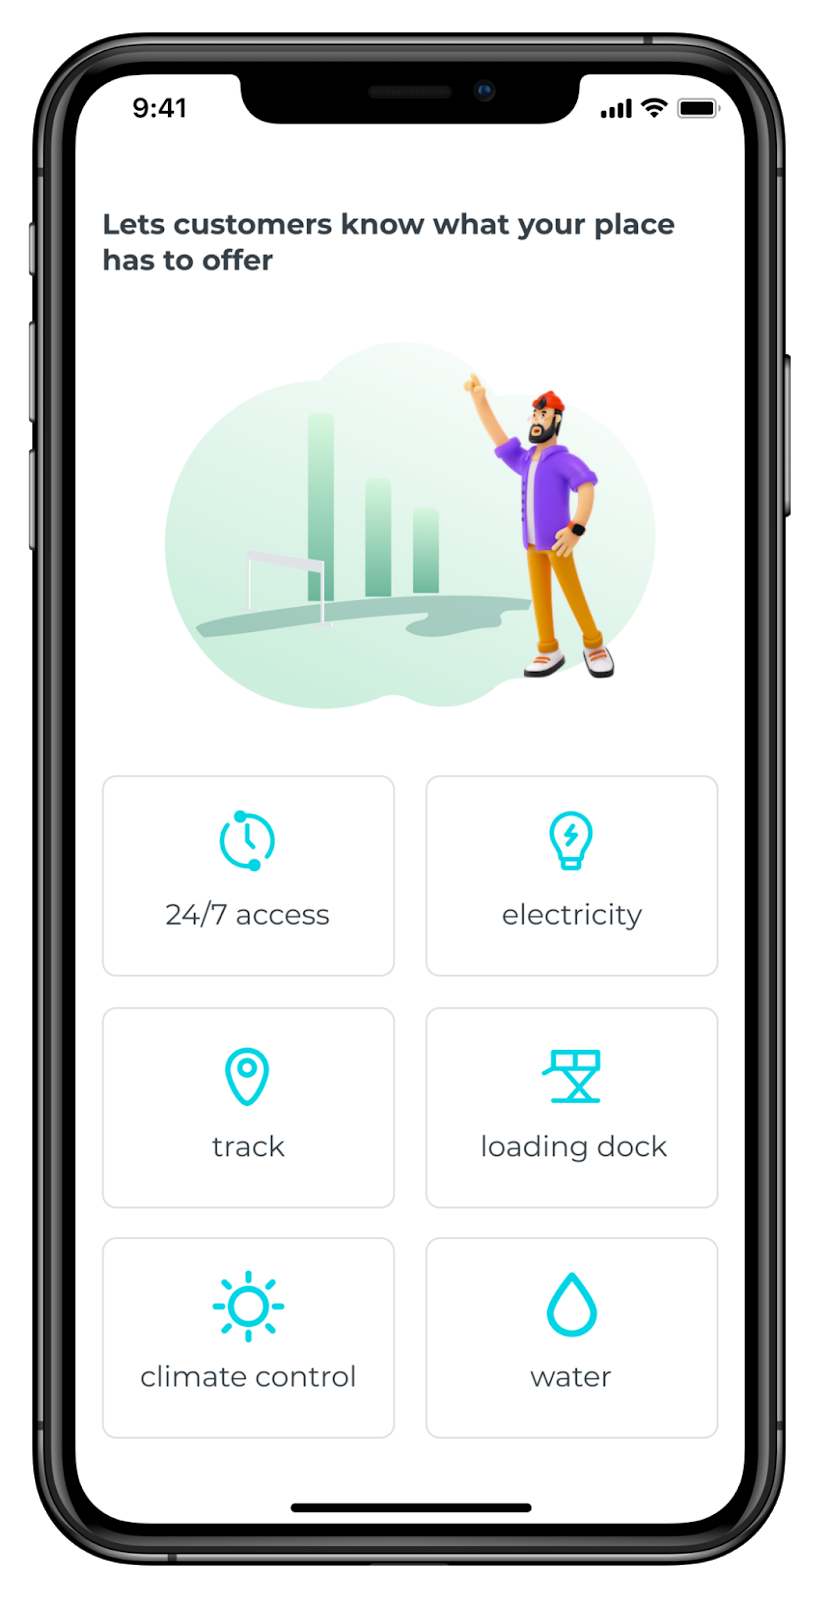 9:41
Lets customers know what your place
has to offer
24/7 access
electricity
track
loading dock
climate control
water